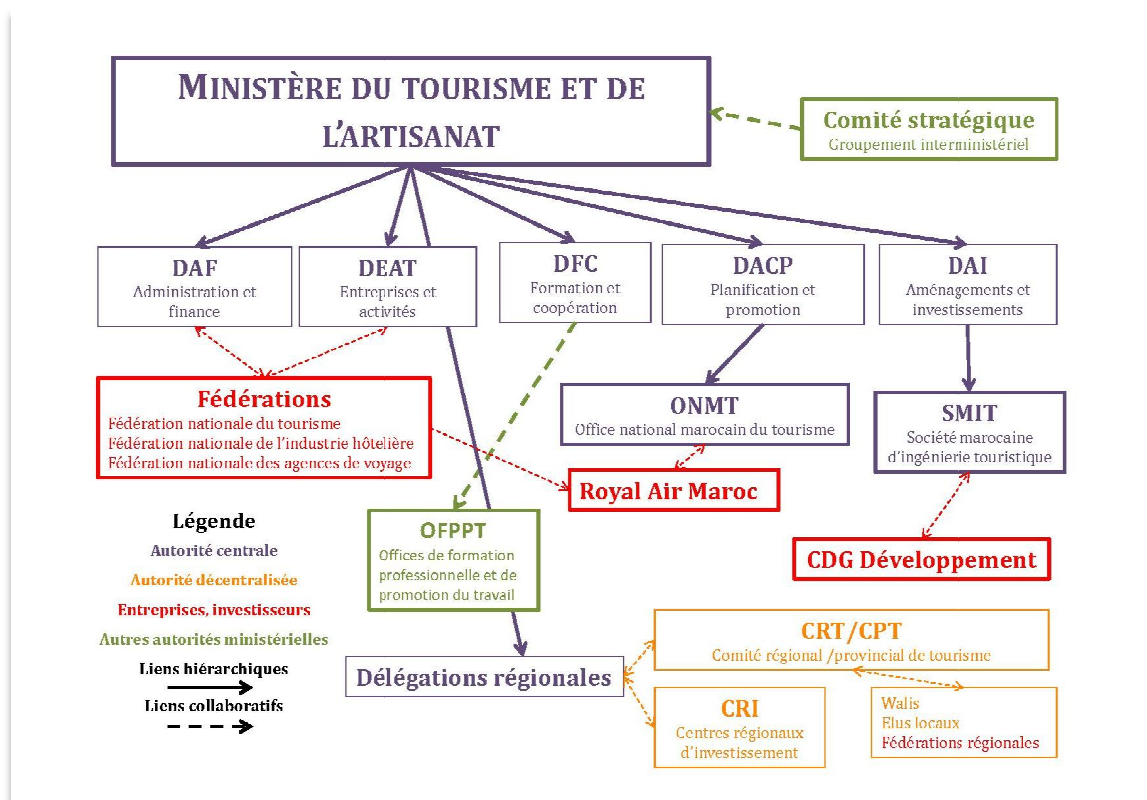 MINISTÈRE DU TOURISME ET DE
L'ARTISANAT
Comité stratégique
Groupement interministériel
DAF
Administration et
finance
DEAT
Entreprises et
activités
DFC
Formation et
coopération
DACP
Planification et
promotion
DAI
Aménagements et
investissements
Fédérations
Fédération nationale du tourisme
Fédération nationale de l'industrie hôtelière
Fédération nationale des agences de voyage
ONMT
Office national marocain du tourisme
SMIT
Société marocaine
d'ingénierie touristique
Royal Air Maroc
CDG Développement
OFPPT
Offices de formation
professionnelle et de
promotion du travail
Légende
Autorité centrale
Autorité décentralisée
Entreprises, investisseurs
Autres autorités ministérielles
Liens hiérarchiques
Liens collaboratifs
Délégations régionales
CRT/CPT
Comité régional /provincial de tourisme
CRI
Centres régionaux
d'investissement
Walis
Elus locaux
Fédérations régionales